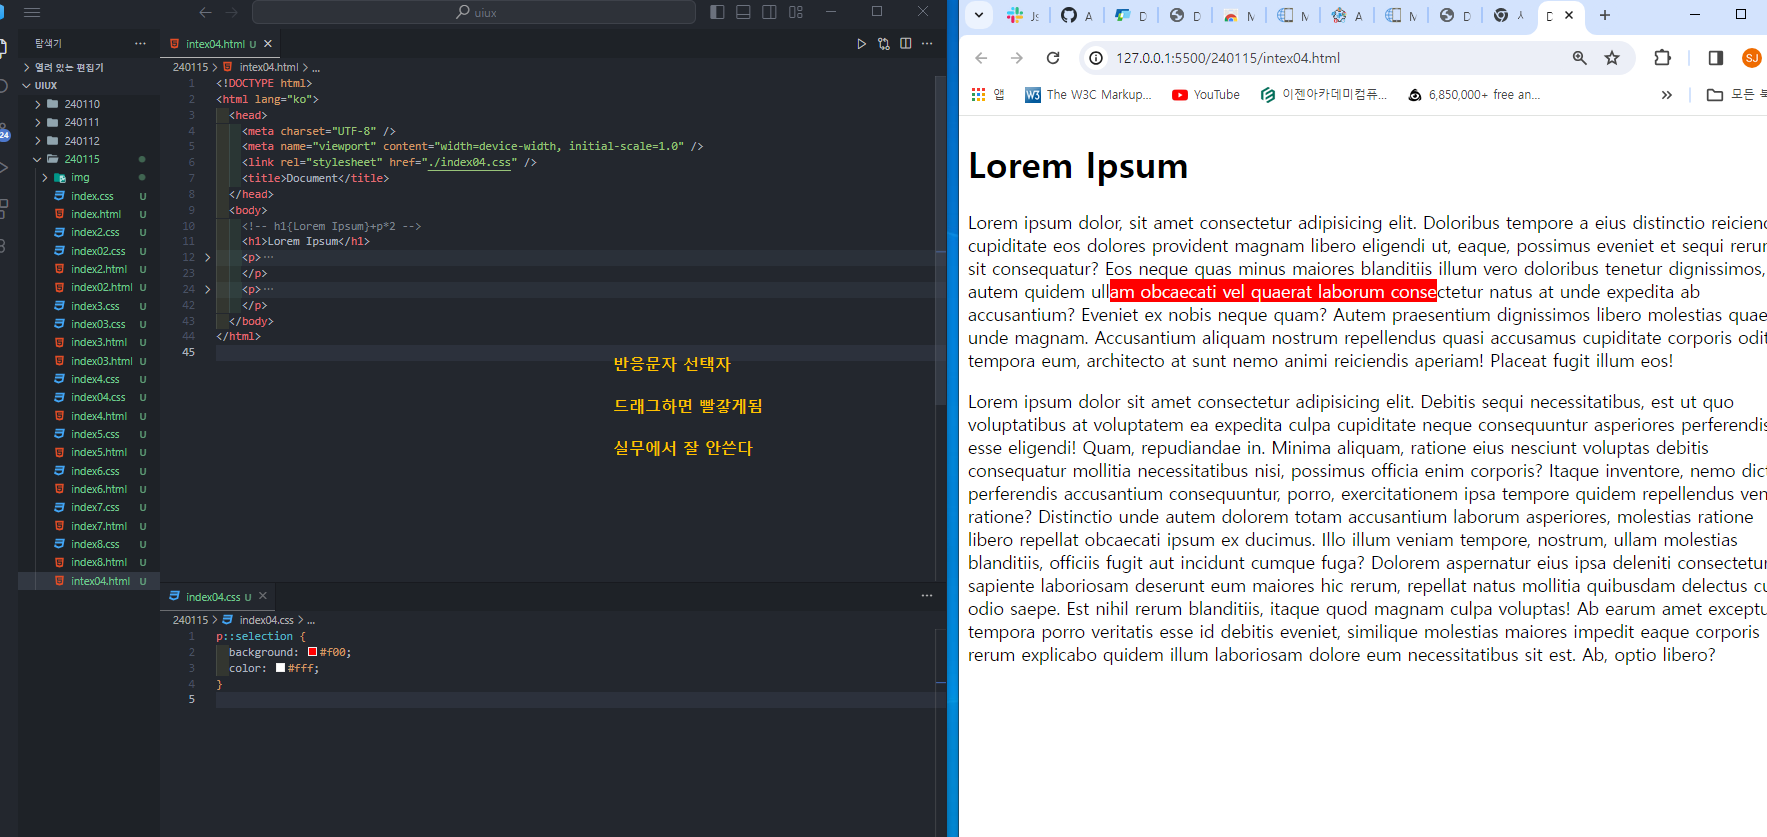 uiux
탐색기
열려 있는 편집기
UIUX
240110
240111
240112
240115
img
index.css U
index.html U
index2.css U
index02.css U
index2.html U
index02.html U
index3.css U
index03.css U
index3.html U
index03.html U
index4.css U
index04.css U
index4.html U
index5.css U
index5.html U
index6.css U
index6.html U
index7.css U
index7.html U
index8.css U
index8.html U
intex04.html U
24
intex04.html U
240115 > intex04.html > ...
1 <!DOCTYPE html>
2 <html lang="ko">
3 <head>
4 <meta charset="UTF-8" />
5 <meta name="viewport" content="width=device-width, initial-scale=1.0" />
6 <link rel="stylesheet" href="./index04.css" />
7 <title>Document</title>
8 </head>
9 <body>
10 <!-- h1{Lorem Ipsum}+p*2 -->
11 <h1>Lorem Ipsum</h1>
12 <p>...
23 </p>
24 <p>...
42 </p>
43 </body>
44 </html>
45
반응문자 선택자
드래그하면 빨갛게됨
실무에서 잘 안쓴다
index04.css U
240115 > index04.css > ...
1 p::selection {
2 background: #f00;
3 color: #fff;
4 }
5
127.0.0.1:5500/240115/intex04.html
SJ
앱
The W3C Markup...
YouTube
이젠아카데미컴퓨...
6,850,000+ free an...
모든
Lorem Ipsum
Lorem ipsum dolor, sit amet consectetur adipisicing elit. Doloribus tempore a eius distinctio reicien
cupiditate eos dolores provident magnam libero eligendi ut, eaque, possimus eveniet et sequi rerur
sit consequatur? Eos neque quas minus maiores blanditiis illum vero doloribus tenetur dignissimos,
autem quidem ullam obcaecati vel quaerat laborum consectetur natus at unde expedita ab
accusantium? Eveniet ex nobis neque quam? Autem praesentium dignissimos libero molestias quae
unde magnam. Accusantium aliquam nostrum repellendus quasi accusamus cupiditate corporis odit
tempora eum, architecto at sunt nemo animi reiciendis aperiam! Placeat fugit illum eos!
Lorem ipsum dolor sit amet consectetur adipisicing elit. Debitis sequi necessitatibus, est ut quo
voluptatibus at voluptatem ea expedita culpa cupiditate neque consequuntur asperiores perferendis
esse eligendi! Quam, repudiandae in. Minima aliquam, ratione eius nesciunt voluptas debitis
consequatur mollitia necessitatibus nisi, possimus officia enim corporis? Itaque inventore, nemo dict
perferendis accusantium consequuntur, porro, exercitationem ipsa tempore quidem repellendus ven
ratione? Distinctio unde autem dolorem totam accusantium laborum asperiores, molestias ratione
libero repellat obcaecati ipsum ex ducimus. Illo illum veniam tempore, nostrum, ullam molestias
blanditiis, officiis fugit aut incidunt cumque fuga? Dolorem aspernatur eius ipsa deleniti consectetur
sapiente laboriosam deserunt eum maiores hic rerum, repellat natus mollitia quibusdam delectus cu
odio saepe. Est nihil rerum blanditiis, itaque quod magnam culpa voluptas! Ab earum amet exceptu
tempora porro veritatis esse id debitis eveniet, similique molestias maiores impedit eaque corporis
rerum explicabo quidem illum laboriosam dolore eum necessitatibus sit est. Ab, optio libero?